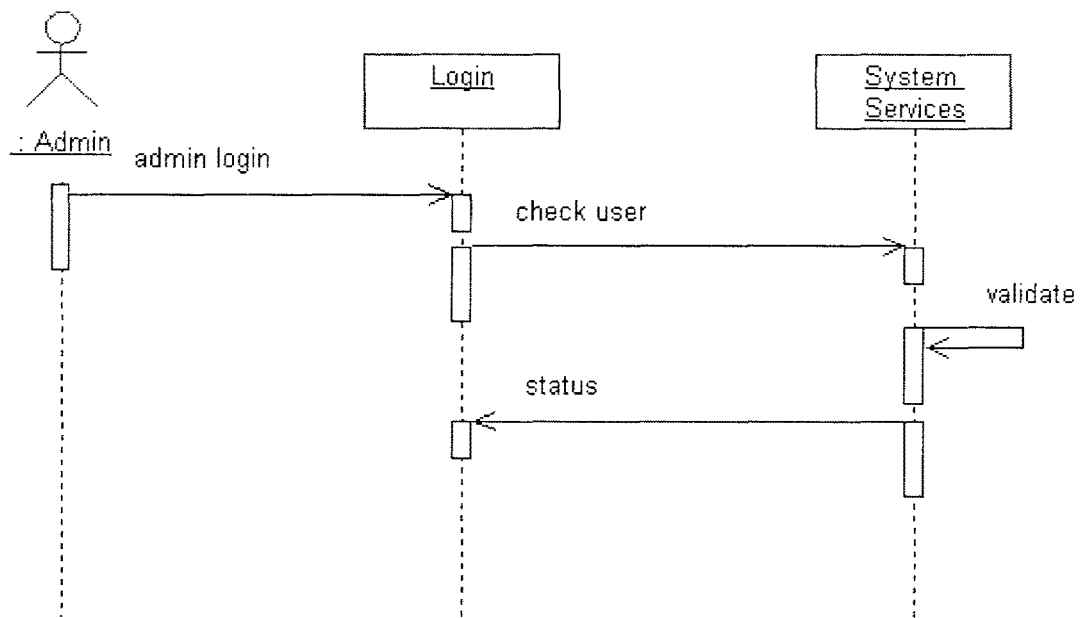 Login
System
Services
: Admin
admin login
check user
validate
status